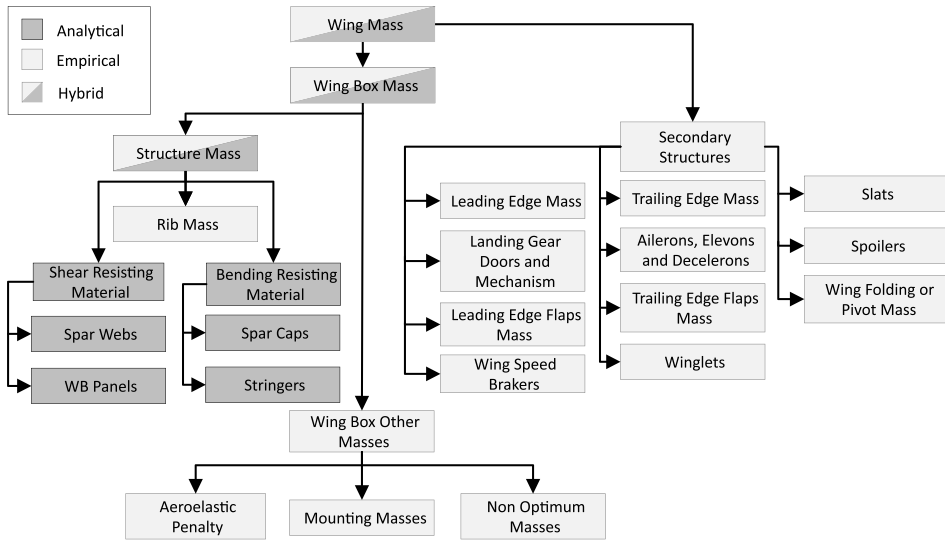 Analytical
Empirical
Hybrid
Wing Mass
Wing Box Mass
Structure Mass
Rib Mass
Shear Resisting
Material
Spar Webs
WB Panels
Bending Resisting
Material
Spar Caps
Stringers
Wing Box Other
Masses
Aeroelastic
Penalty
Mounting Masses
Non Optimum
Masses
Secondary
Structures
Leading Edge Mass
Landing Gear
Doors and
Mechanism
Leading Edge Flaps
Mass
Wing Speed
Brakers
Trailing Edge Mass
Ailerons, Elevons
and Decelerons
Trailing Edge Flaps
Mass
Winglets
Slats
Spoilers
Wing Folding or
Pivot Mass